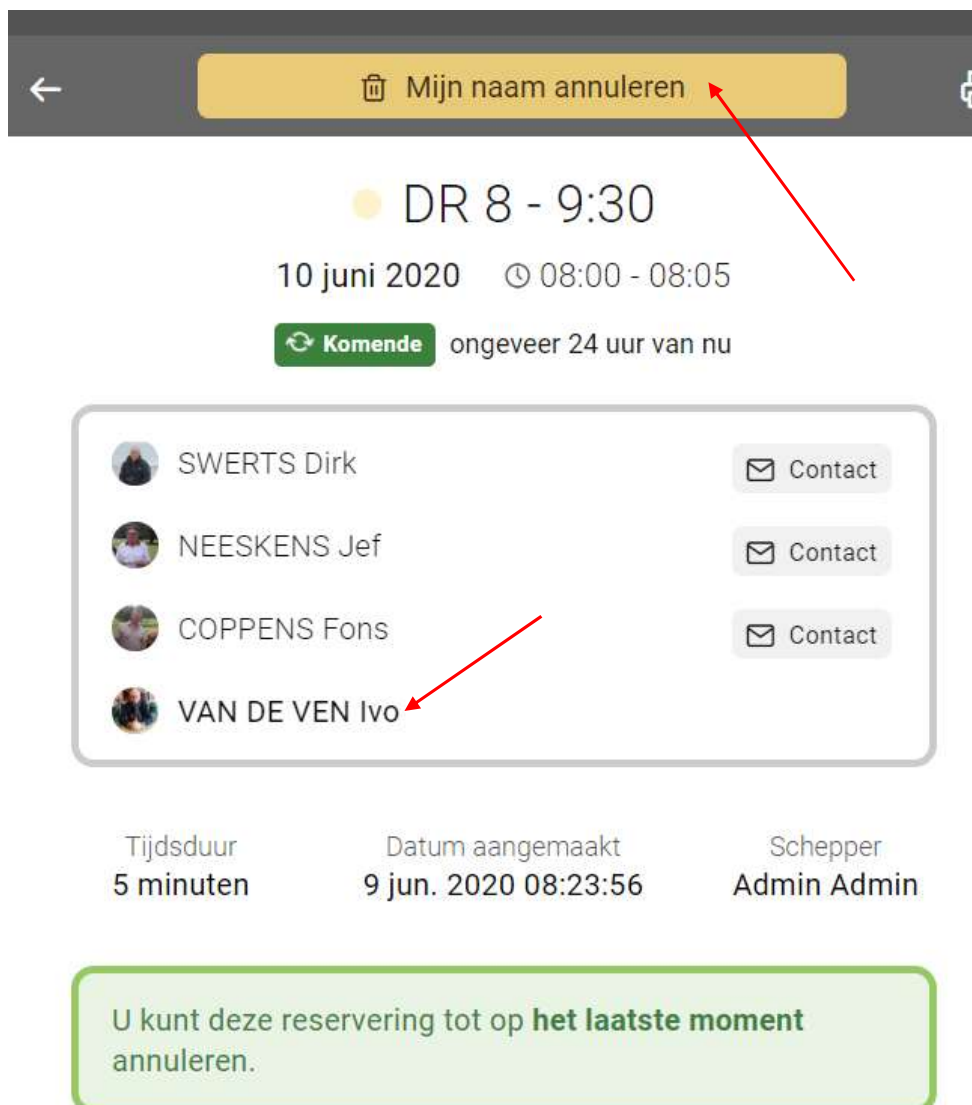 Mijn naam annuleren
DR 8 - 9:30
10 juni 2020 08:00 - 08:05
Komende ongeveer 24 uur van nu
SWERTS Dirk Contact
NEESKENS Jef Contact
COPPENS Fons Contact
VAN DE VEN Ivo
Tijdsduur Datum aangemaakt Schepper
5 minuten 9 jun. 2020 08:23:56 Admin Admin
U kunt deze reservering tot op het laatste moment
annuleren.